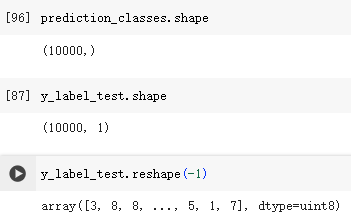 [96] prediction_classes.shape
(10000,)
[87] y_label_test.shape
(10000, 1)
y_label_test.reshape(-1)
array([3, 8, 8, ..., 5, 1, 7], dtype=uint8)